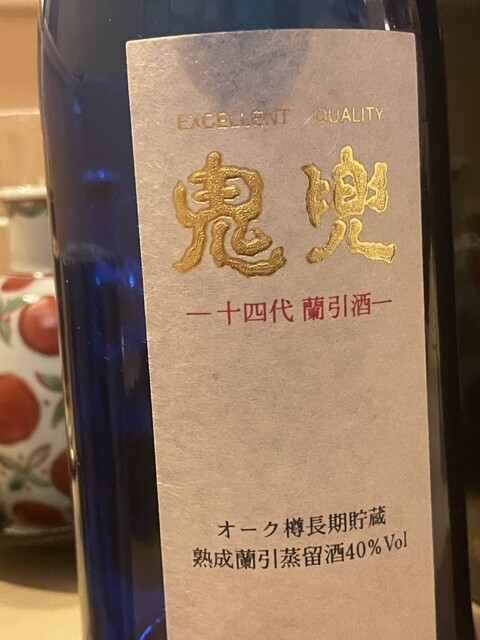 EXCELLENT QUALITY
鬼兜
—十四代 蘭引酒—
オーク樽長期貯蔵
熟成蘭引蒸留酒40%Vol